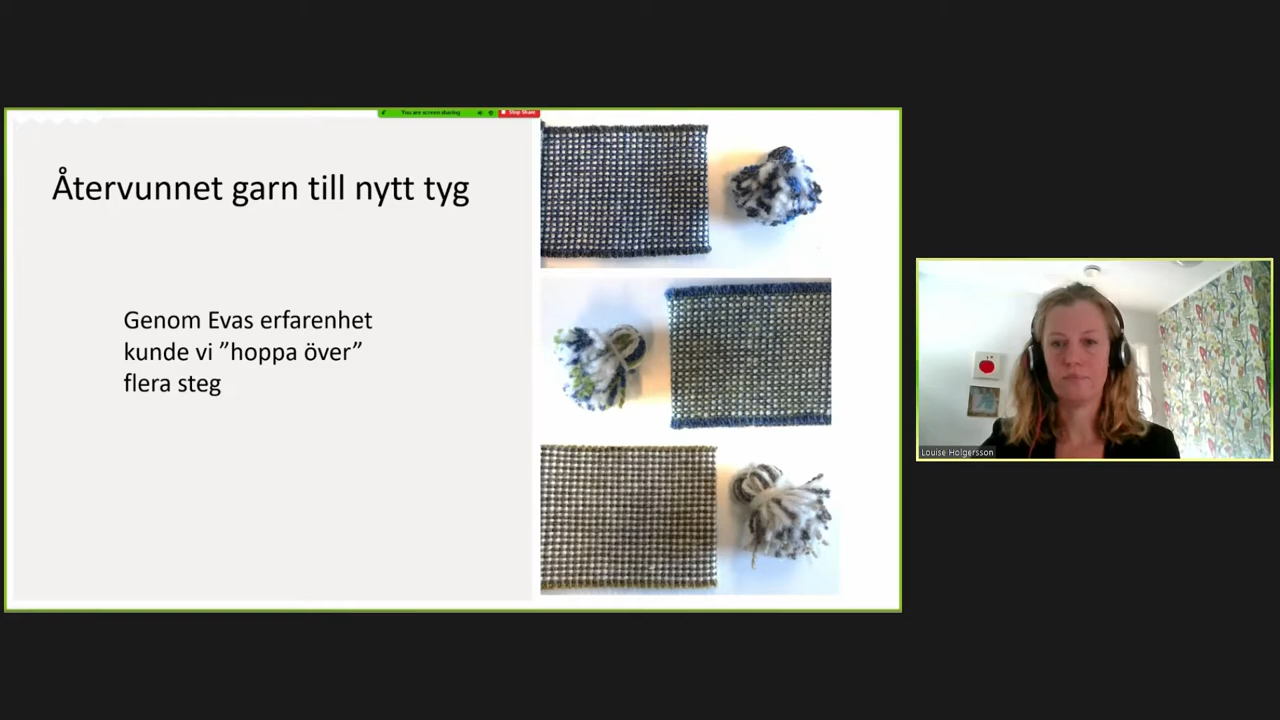 You are screen sharing
Stop Share
Återvunnet garn till nytt tyg
Genom Evas erfarenhet
kunde vi ”hoppa över”
flera steg
Louise Holgersson